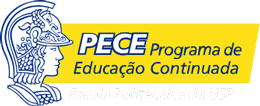 PECE Programa de
Educação Continuada
Escola Politécnica da USP